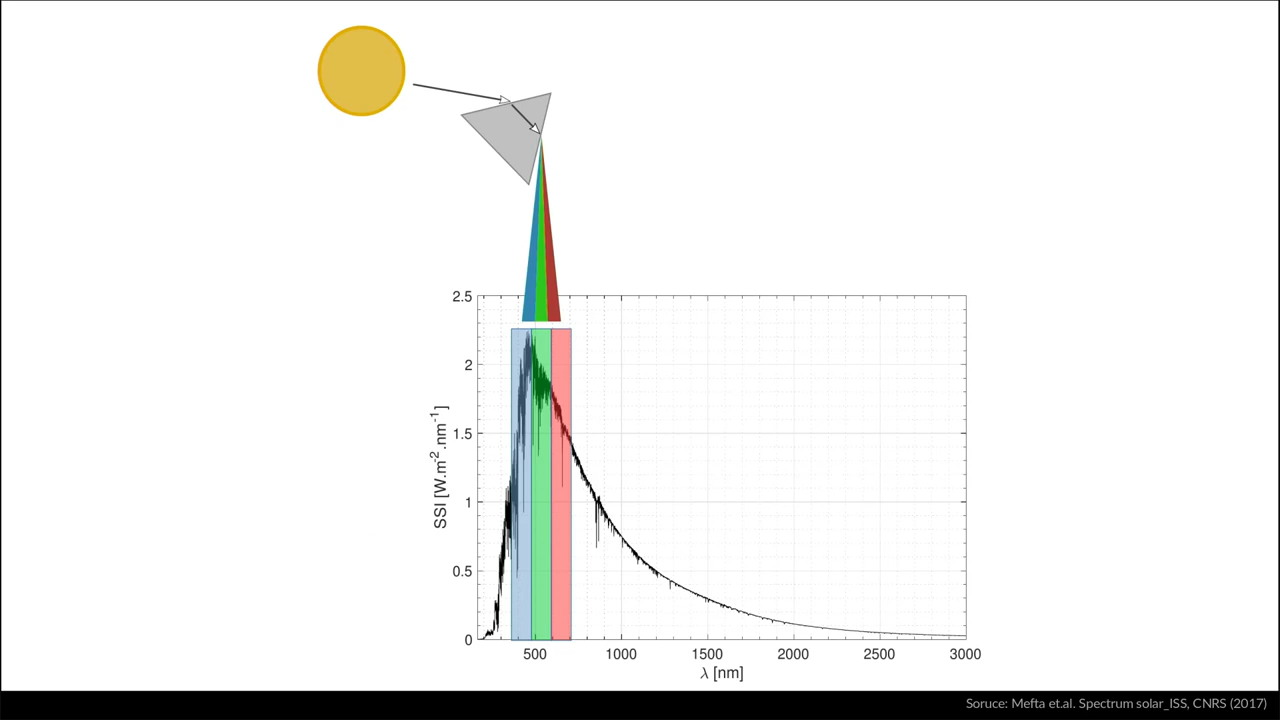 2.5
2
1.5
1
0.5
0
SSI [W.m-2.nm-1]
500 1000 1500 2000 2500 3000
λ [nm]
Soruce: Mefta et.al. Spectrum solar_ISS, CNRS (2017)